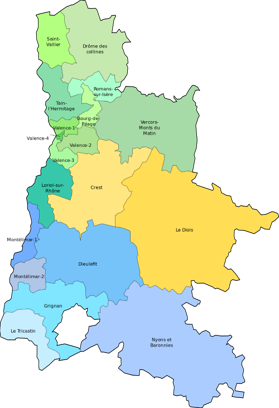 Saint-
Vallier
Drôme des
collines
Romans-
sur-Isère
Tain-
l'Hermitage
Vercors-
Monts du
Matin
Bourg-de-
Péage
Valence-1
Valence-4
Valence-2
Valence-3
Loriol-sur-
Rhône
Crest
Le Diois
Montélimar-1
Dieulefit
Montélimar-2
Grignan
Le Tricastin
Nyons et
Baronnies